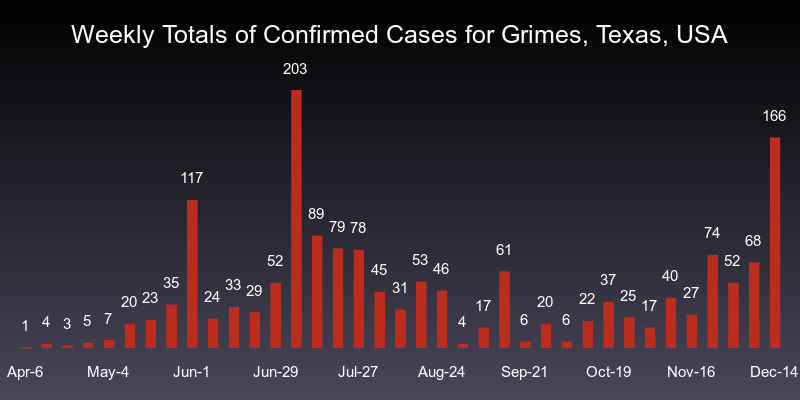 Weekly Totals of Confirmed Cases for Grimes, Texas, USA
1 4 3 5 7 20 23 35 117 24 33 29 52 203 89 79 78 45 31 53 46 4 17 61 6 20 6 22 37 25 17 40 27 74 52 68 166
Apr-6 May-4 Jun-1 Jun-29 Jul-27 Aug-24 Sep-21 Oct-19 Nov-16 Dec-14